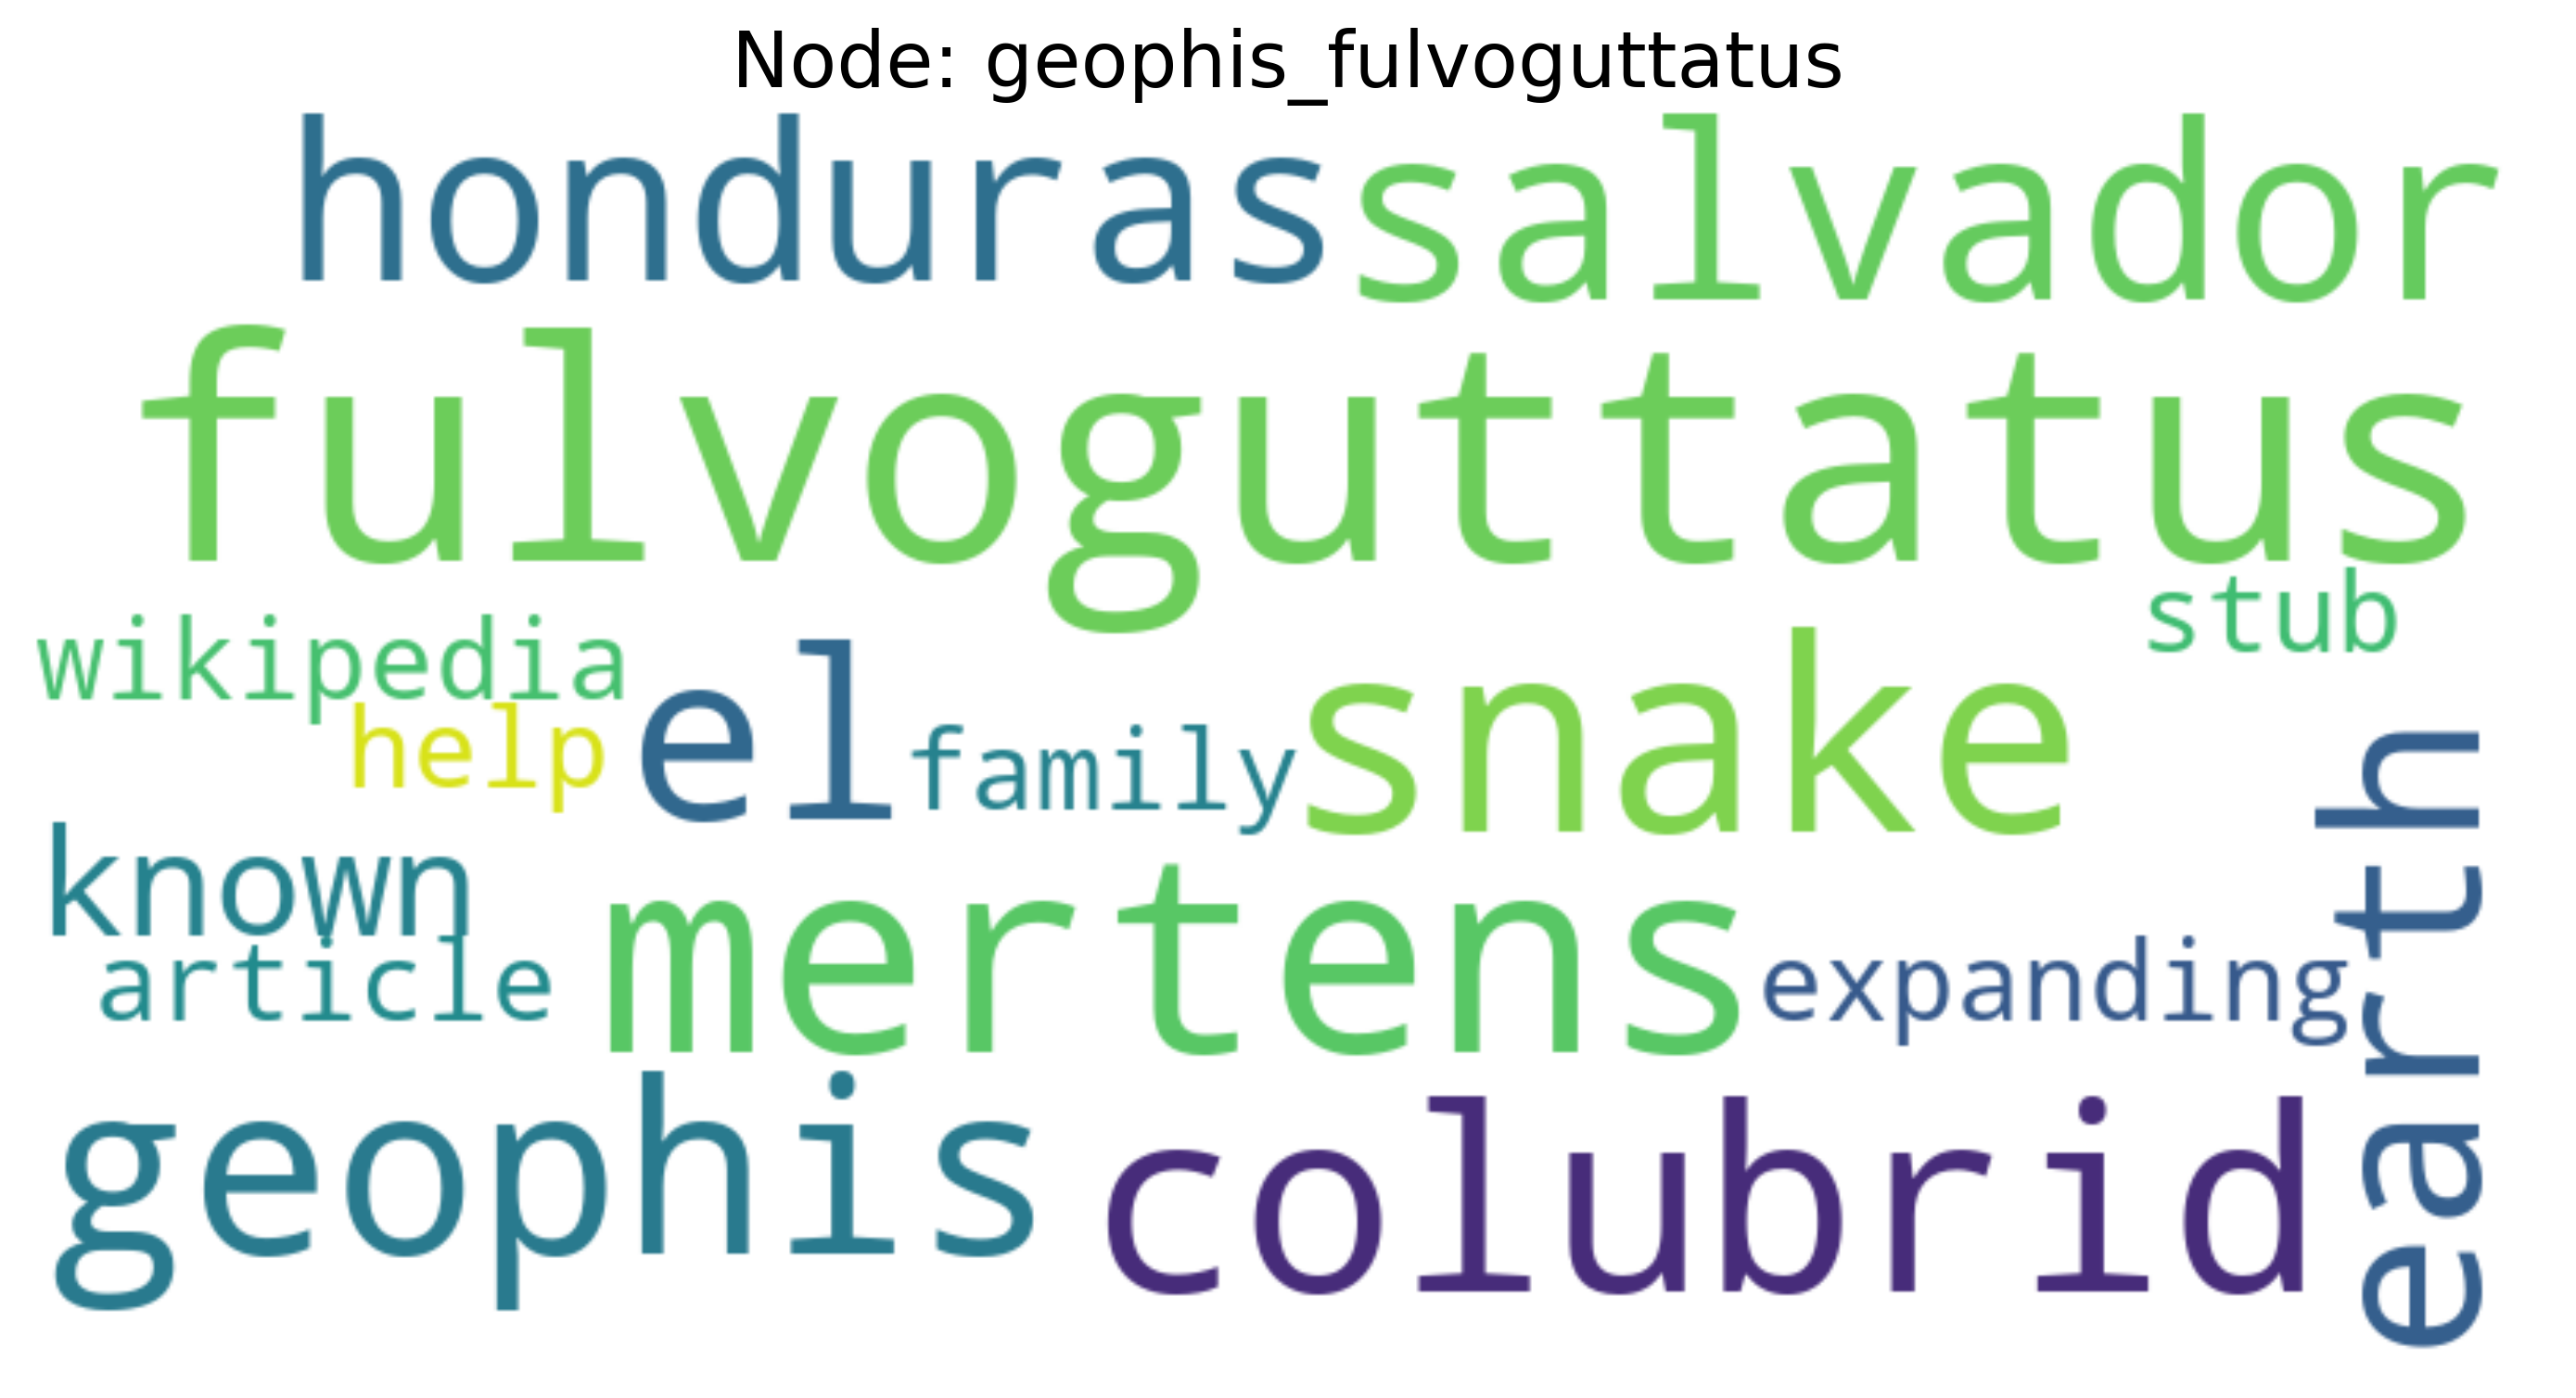 Node: geophis_fulvoguttatus
honduras salvador
fulvoguttatus
stub
wikipedia
el snake
help family
earth
known
mertens
article expanding
geophis colubrid